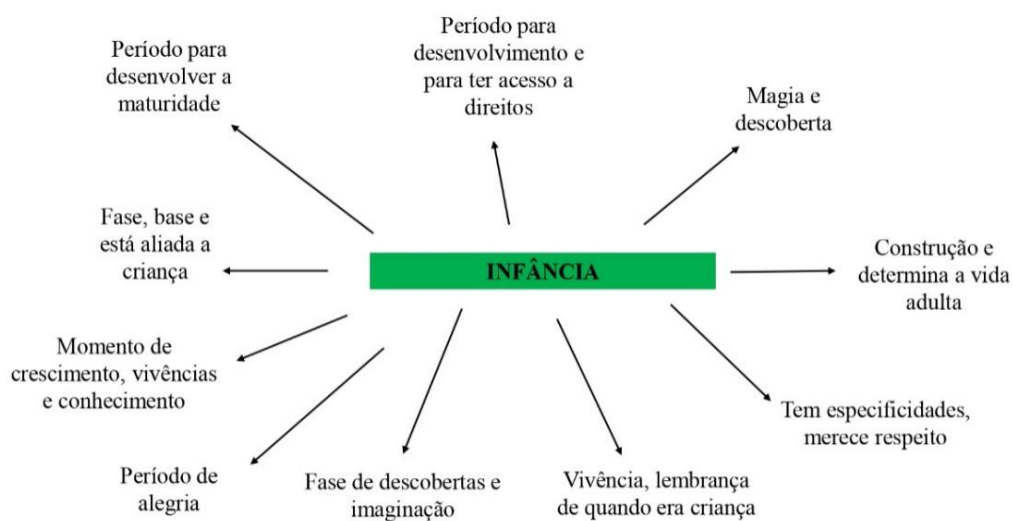 Período para
desenvolver a
maturidade
Período para
desenvolvimento e
para ter acesso a
direitos
Magia e
descoberta
Fase, base e
está aliada a
criança
INFÂNCIA
Construção e
determina a vida
adulta
Momento de
crescimento, vivências
e conhecimento
Tem especificidades,
merece respeito
Período de
alegria
Fase de descobertas e
imaginação
Vivência, lembrança
de quando era criança